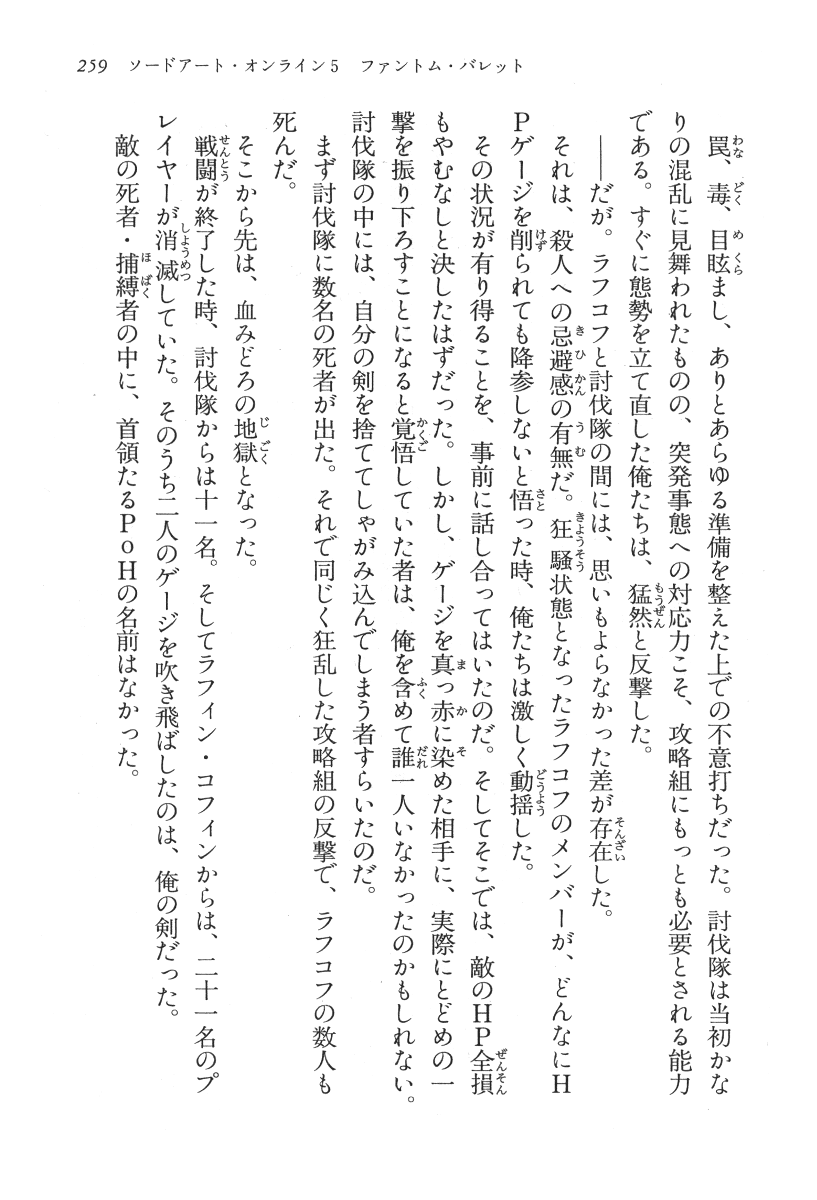 259　ソードアート・オンライン5　ファントム・バレット
　罠、毒、目眩まし、ありとあらゆる準備を整えた上での不意打ちだった。討伐隊は当初かな
りの混乱に見舞われたものの、突発事態への対応力こそ、攻略組にもっとも必要とされる能力
である。すぐに態勢を立て直した俺たちは、猛然と反撃した。
　――だが。ラフコフと討伐隊の間には、思いもよらなかった差が存在した。
　それは、殺人への忌避感の有無だ。狂騒状態となったラフコフのメンバーが、どんなにH
Pゲージを削られても降参しないと悟った時、俺たちは激しく動揺した。
　その状況が有り得ることを、事前に話し合ってはいたのだ。そしてそこでは、敵のHP全損
もやむなしと決したはずだった。しかし、ゲージを真っ赤に染めた相手に、実際にとどめの一
撃を振り下ろすことになると覚悟していた者は、俺を含めて誰一人いなかったのかもしれない。
討伐隊の中には、自分の剣を捨ててしゃがみ込んでしまう者すらいたのだ。
　まず討伐隊に数名の死者が出た。それで同じく狂乱した攻略組の反撃で、ラフコフの数人も
死んだ。
　そこから先は、血みどろの地獄となった。
　戦闘が終了した時、討伐隊からは十一名。そしてラフィン・コフィンからは、二十一名のプ
レイヤーが消滅していた。そのうち二人のゲージを吹き飛ばしたのは、俺の剣だった。
　敵の死者・捕縛者の中に、首領たるPoHの名前はなかった。